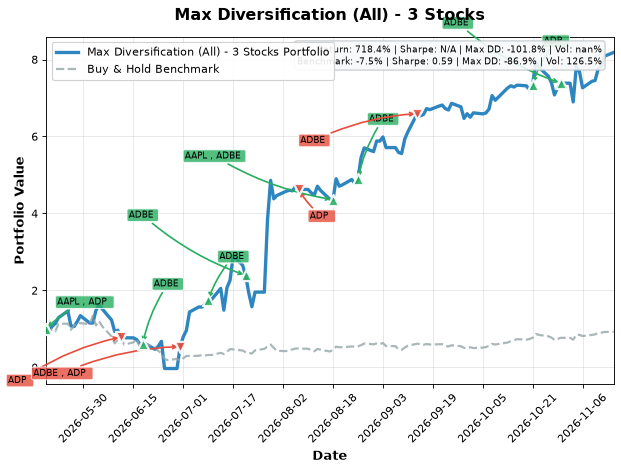 Max Diversification (All) - 3 Stocks
ADBE
ADBE
Max Diversification (All) - 3 Stocks Portfolio
Buy & Hold Benchmark
718.4% | Sharpe: N/A | Max DD: -101.8% | Vol: nan%
-7.5% | Sharpe: 0.59 | Max DD: -86.9% | Vol: 126.5%
8
6
4
2
0
Portfolio Value
ADBE
ADBE
AAPL , ADBE
ADBE
ADP
ADBE
ADBE
AAPL , ADP
ADBE , ADP
ADP
2026-05-30
2026-06-15
2026-07-01
2026-07-17
2026-08-02
2026-08-18
2026-09-03
2026-09-19
2026-10-05
2026-10-21
2026-11-06
Date